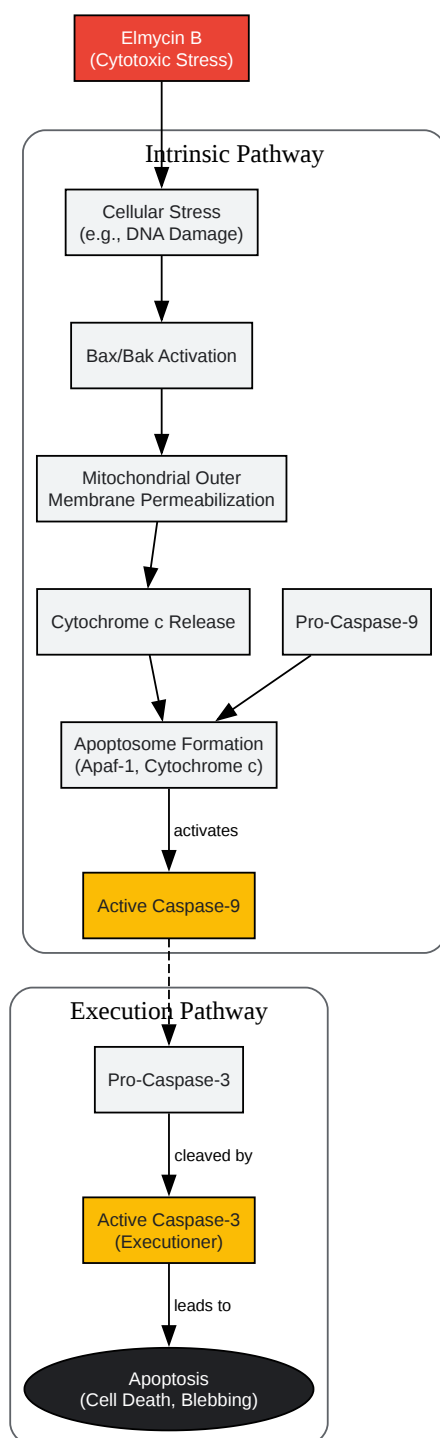 Elmycin B
(Cytotoxic Stress)
Intrinsic Pathway
Cellular Stress
(e.g., DNA Damage)
Bax/Bak Activation
Mitochondrial Outer
Membrane Permeabilization
Cytochrome c Release
Pro-Caspase-9
Apoptosome Formation
(Apaf-1, Cytochrome c)
activates
Active Caspase-9
Execution Pathway
Pro-Caspase-3
cleaved by
Active Caspase-3
(Executioner)
leads to
Apoptosis
(Cell Death, Blebbing)